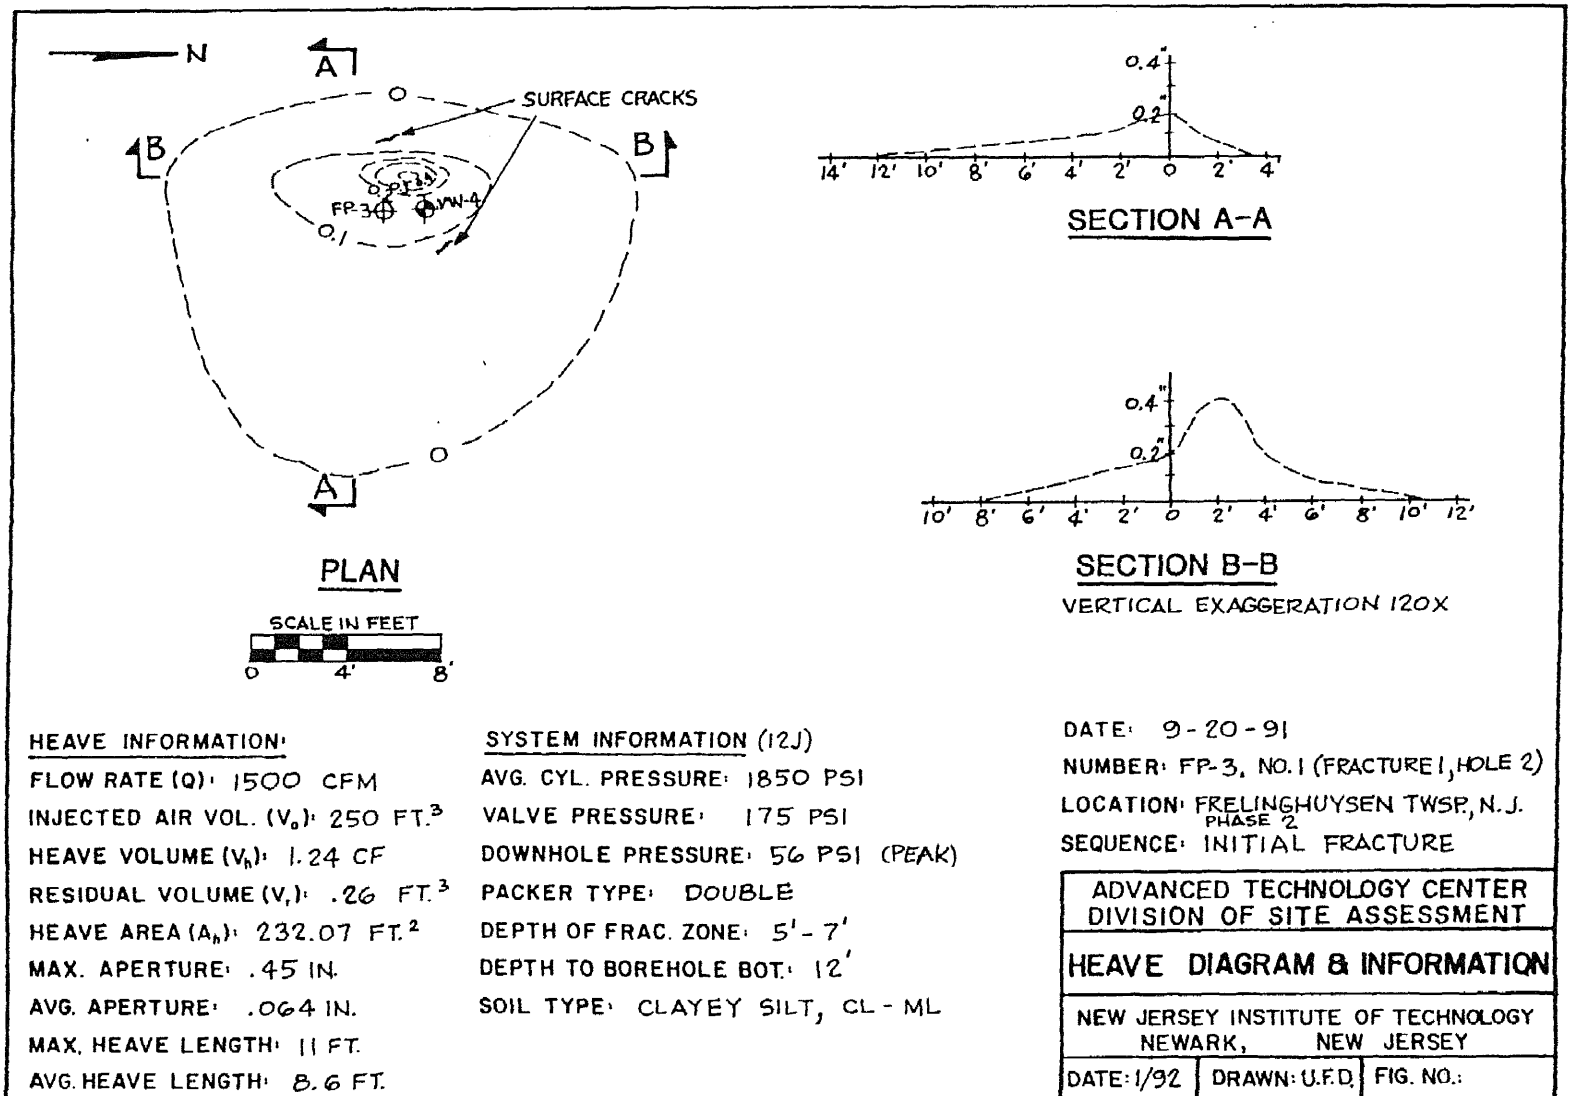 N
A
SURFACE CRACKS
B
B
0
FP-3
VW-4
0.1
0
A
PLAN
SCALE IN FEET
0 4' 8'
0.4"
0.2"
14' 12' 10' 8' 6' 4' 2' 0 2' 4'
SECTION A-A
0.4"
0.2"
10' 8' 6' 4' 2' 0 2' 4' 6' 8' 10' 12'
SECTION B-B
VERTICAL EXAGGERATION 120X
HEAVE INFORMATION:
FLOW RATE (Q): 1500 CFM
INJECTED AIR VOL. (Va): 250 FT.³
HEAVE VOLUME (Vh): 1.24 CF
RESIDUAL VOLUME (Vr): .26 FT.³
HEAVE AREA (Ah): 232.07 FT.²
MAX. APERTURE: .45 IN.
AVG. APERTURE: .064 IN.
MAX. HEAVE LENGTH: 11 FT.
AVG. HEAVE LENGTH: 8.6 FT.
SYSTEM INFORMATION (12J)
AVG. CYL. PRESSURE: 1850 PSI
VALVE PRESSURE: 175 PSI
DOWNHOLE PRESSURE: 56 PSI (PEAK)
PACKER TYPE: DOUBLE
DEPTH OF FRAC. ZONE: 5'-7'
DEPTH TO BOREHOLE BOT.: 12'
SOIL TYPE: CLAYEY SILT, CL-ML
DATE: 9-20-91
NUMBER: FP-3, NO.1 (FRACTURE 1, HOLE 2)
LOCATION: FRELINGHUYSEN TWSP., N.J.
PHASE 2
SEQUENCE: INITIAL FRACTURE
ADVANCED TECHNOLOGY CENTER
DIVISION OF SITE ASSESSMENT
HEAVE DIAGRAM & INFORMATION
NEW JERSEY INSTITUTE OF TECHNOLOGY
NEWARK, NEW JERSEY
DATE: 1/92 DRAWN: U.F.D. FIG. NO.: